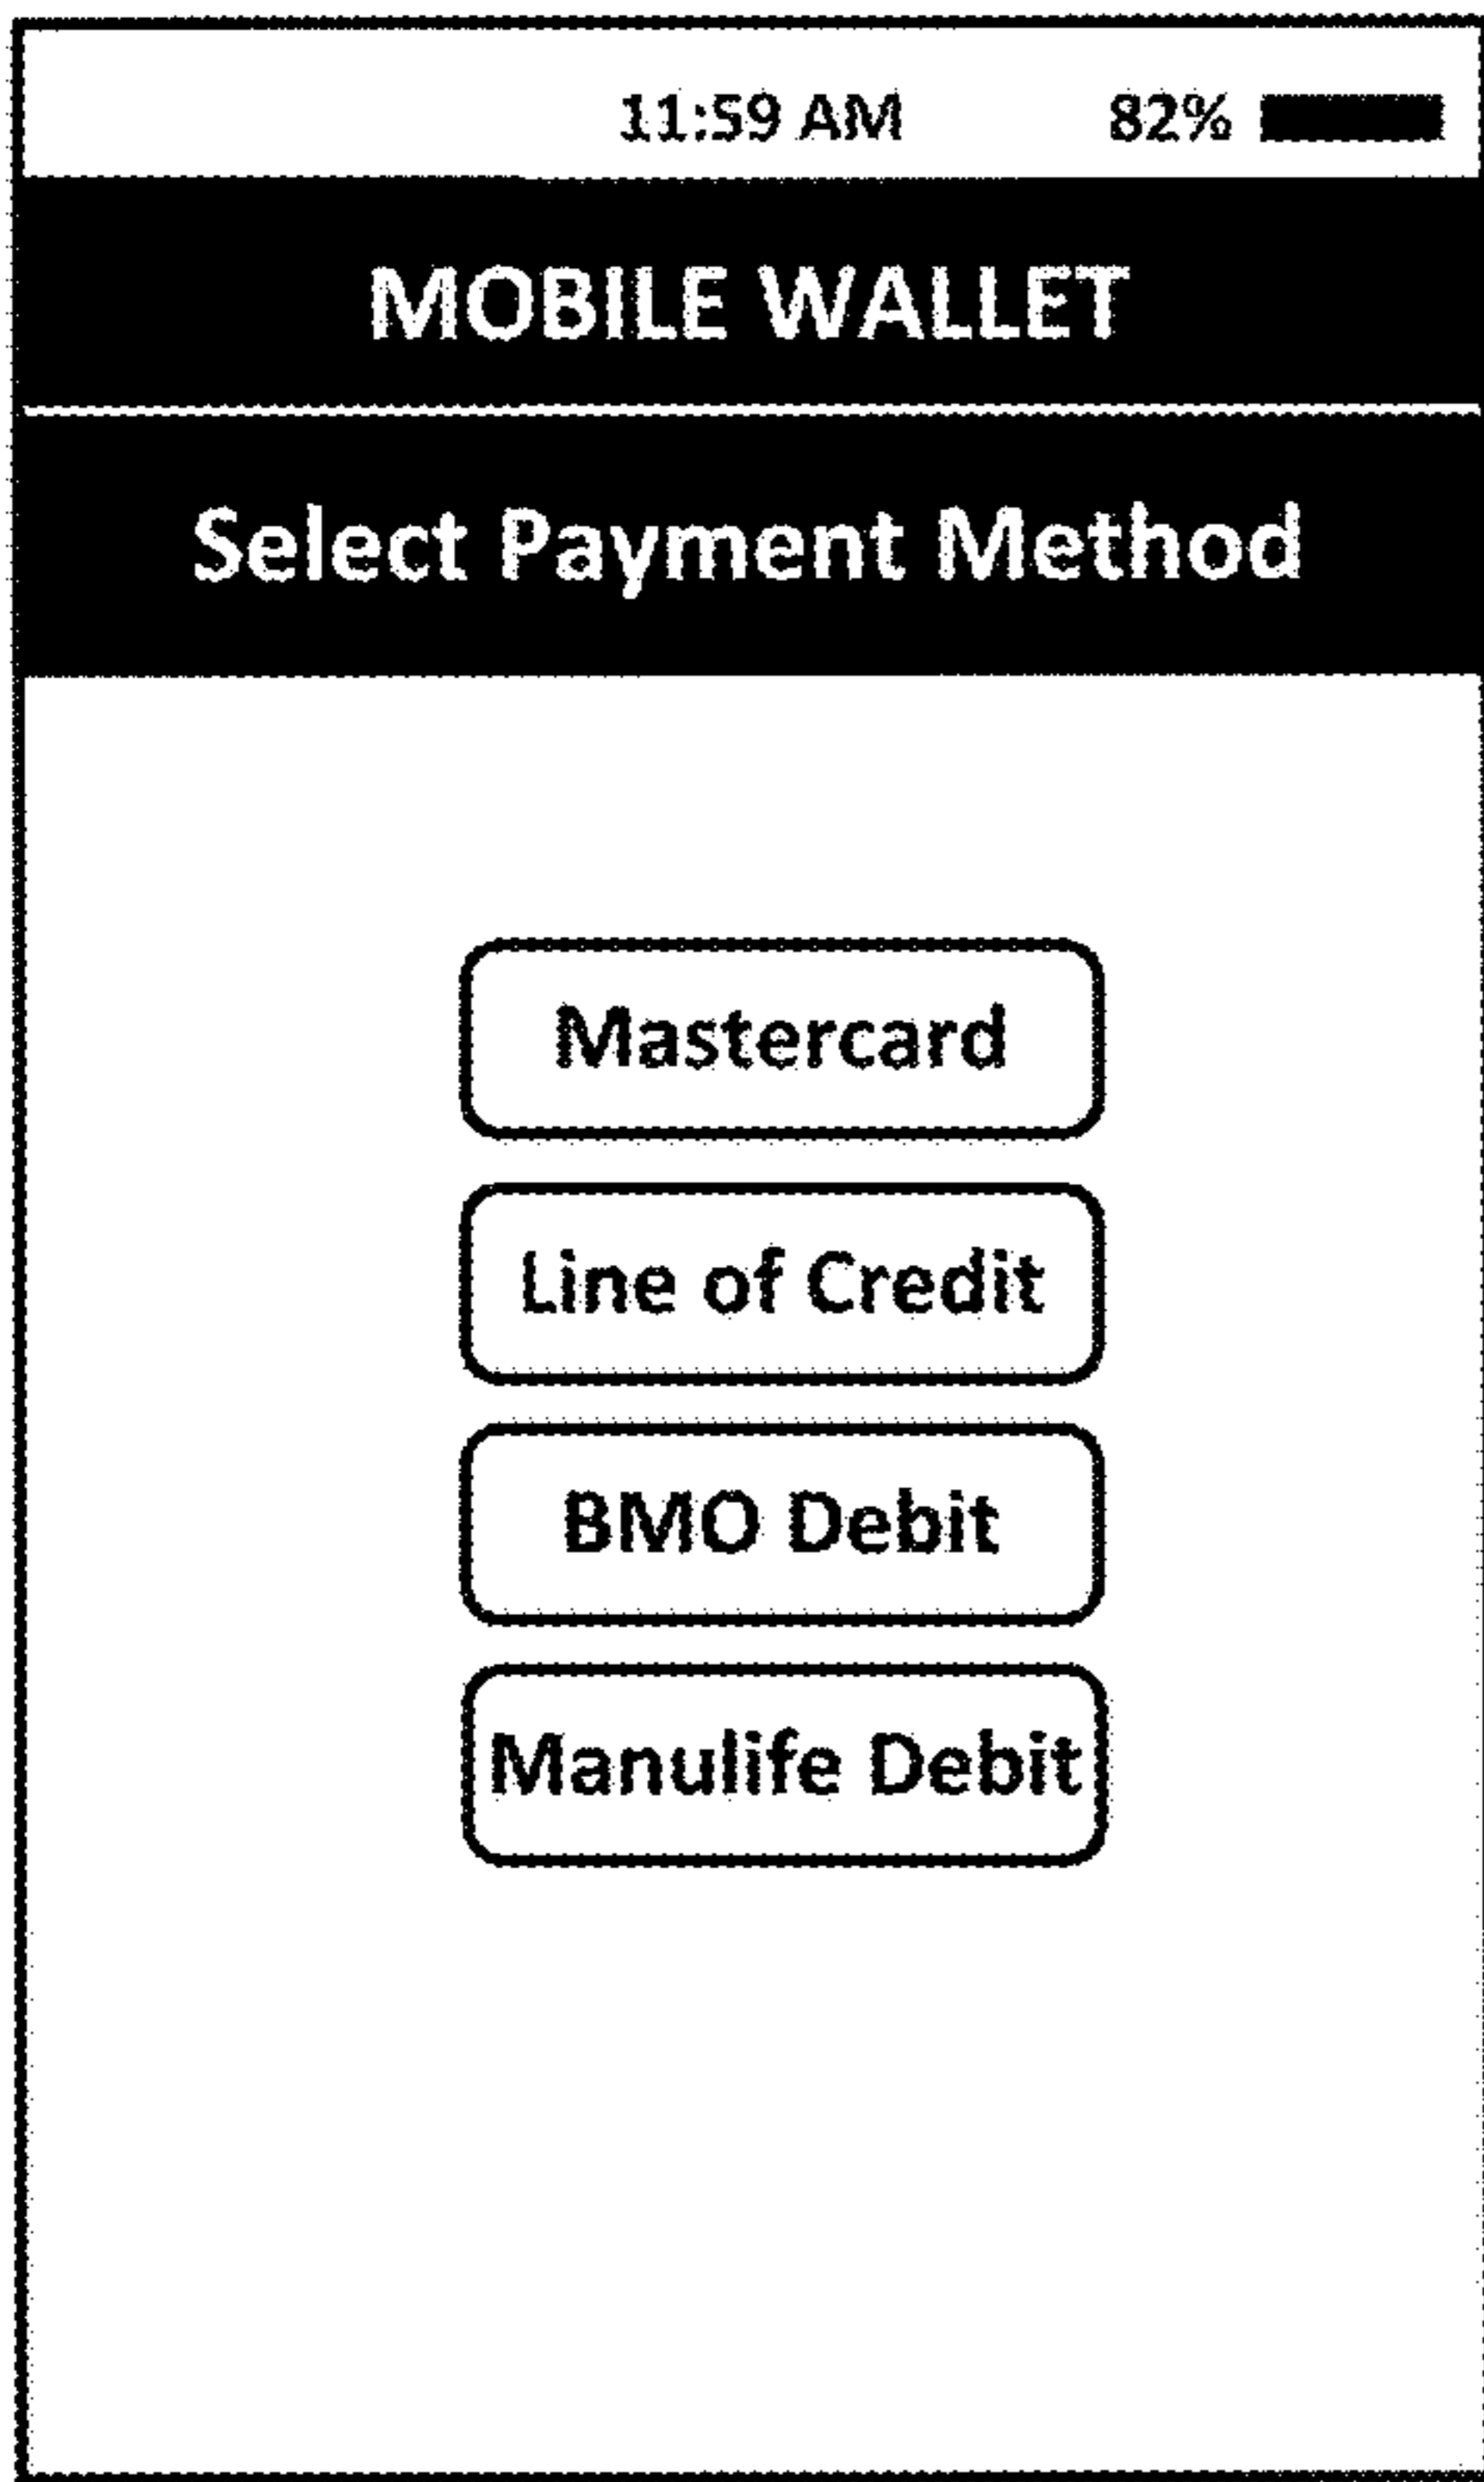 11:59 AM 82%
MOBILE WALLET
Select Payment Method
Mastercard
Line of Credit
BMO Debit
Manulife Debit